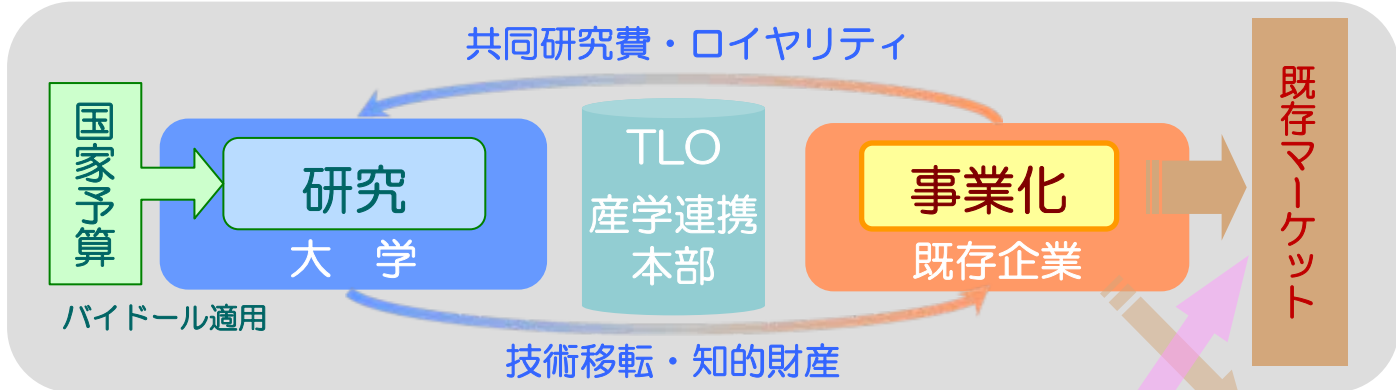 共同研究費・ロイヤリティ
国家予算
研究
大　学
バイドール適用
TLO
産学連携
本部
事業化
既存企業
既存マーケット
技術移転・知的財産